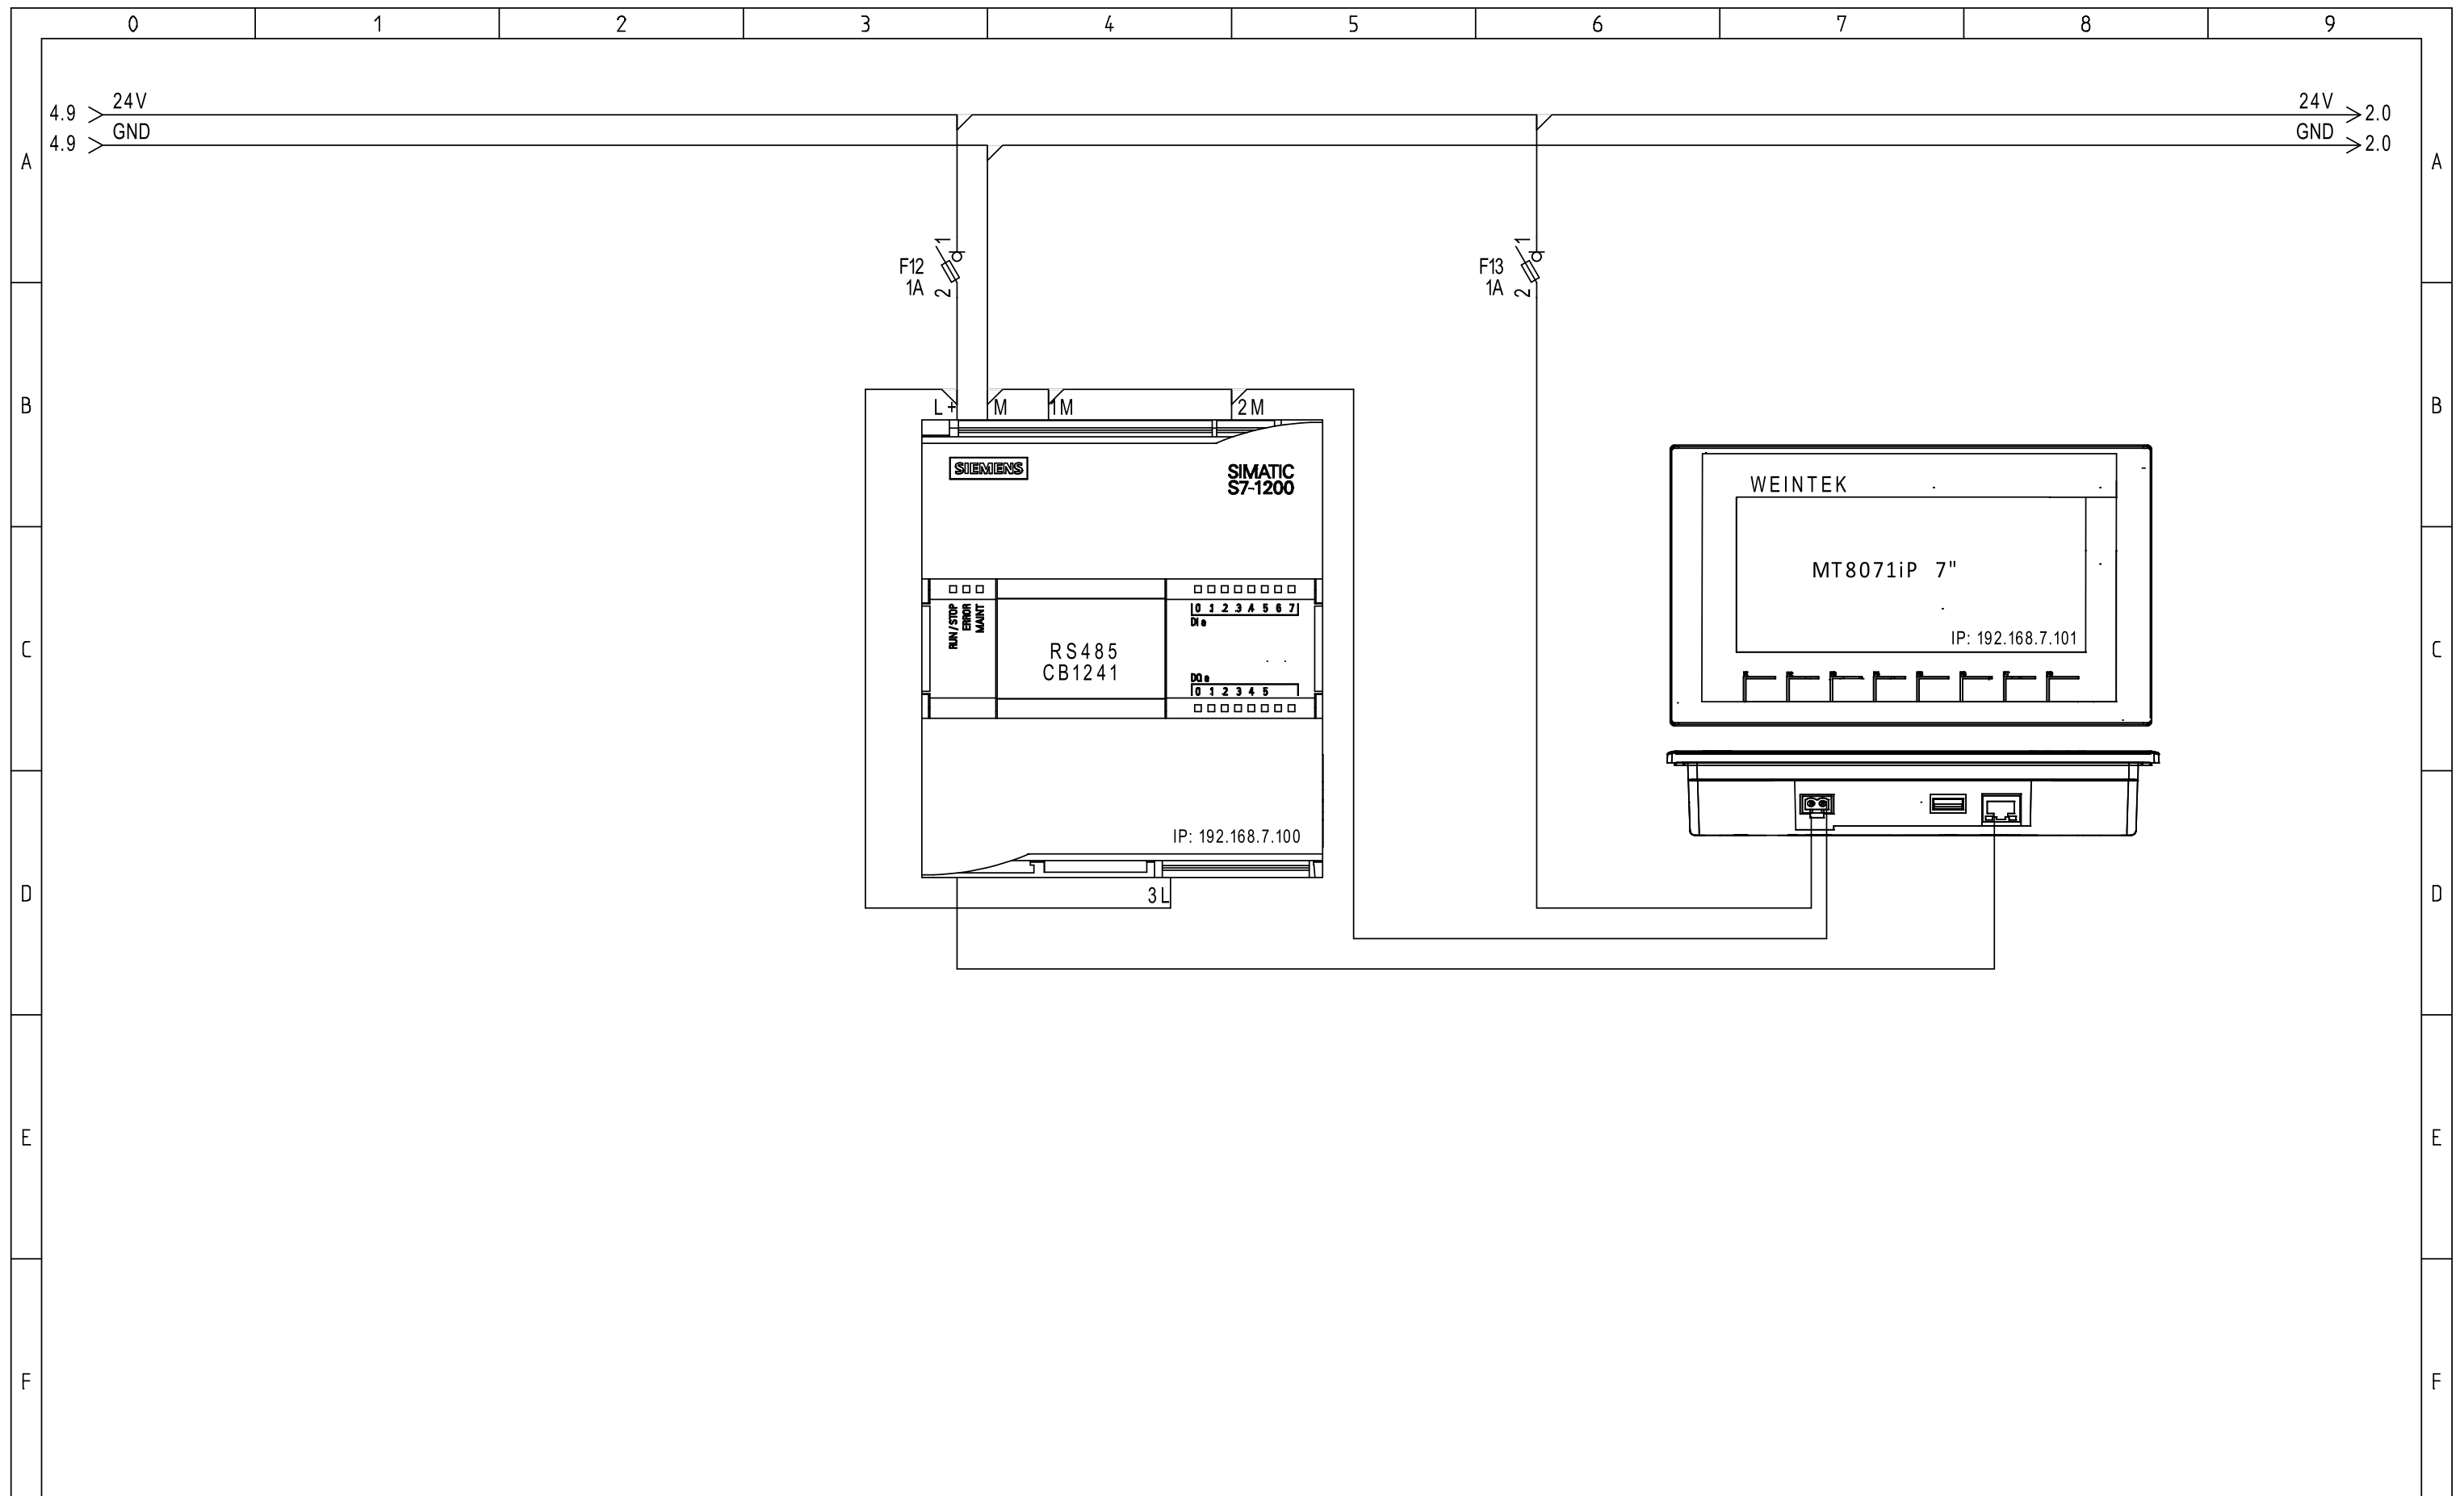 0 1 2 3 4 5 6 7 8 9
4.9 24V 24V 2.0
4.9 GND GND 2.0
A A
F12 F13
1A 1A
1 1
2 2
B B
L+ M 1M 2M
SIEMENS
SIMATIC
S7-1200
WEINTEK
MT8071iP 7"
IP: 192.168.7.101
RUN/STOP
ERROR
MAINT
0 1 2 3 4 5 6 7
DI a
C C
RS485
CB1241
DQ a
0 1 2 3 4 5
IP: 192.168.7.100
D D
3L
E E
F F